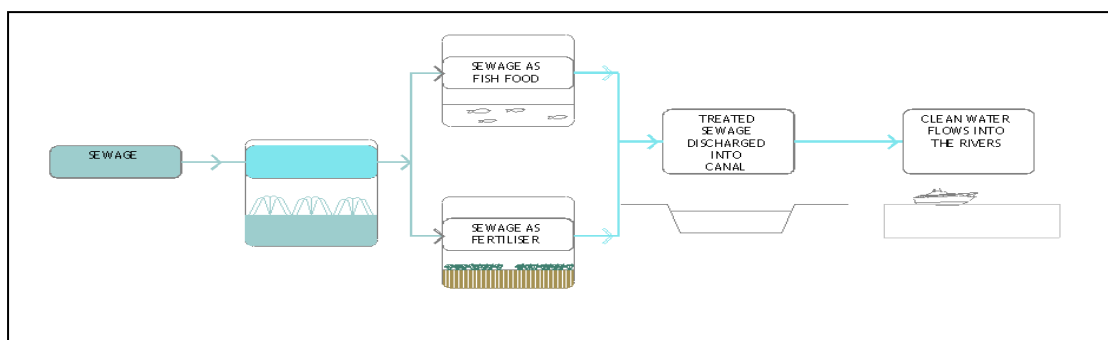 SEWAGE
SEWAGE AS
FISH FOOD
SEWAGE AS
FERTILISER
TREATED
SEWAGE
DISCHARGED
INTO
CANAL
CLEAN WATER
FLOWS INTO
THE RIVERS